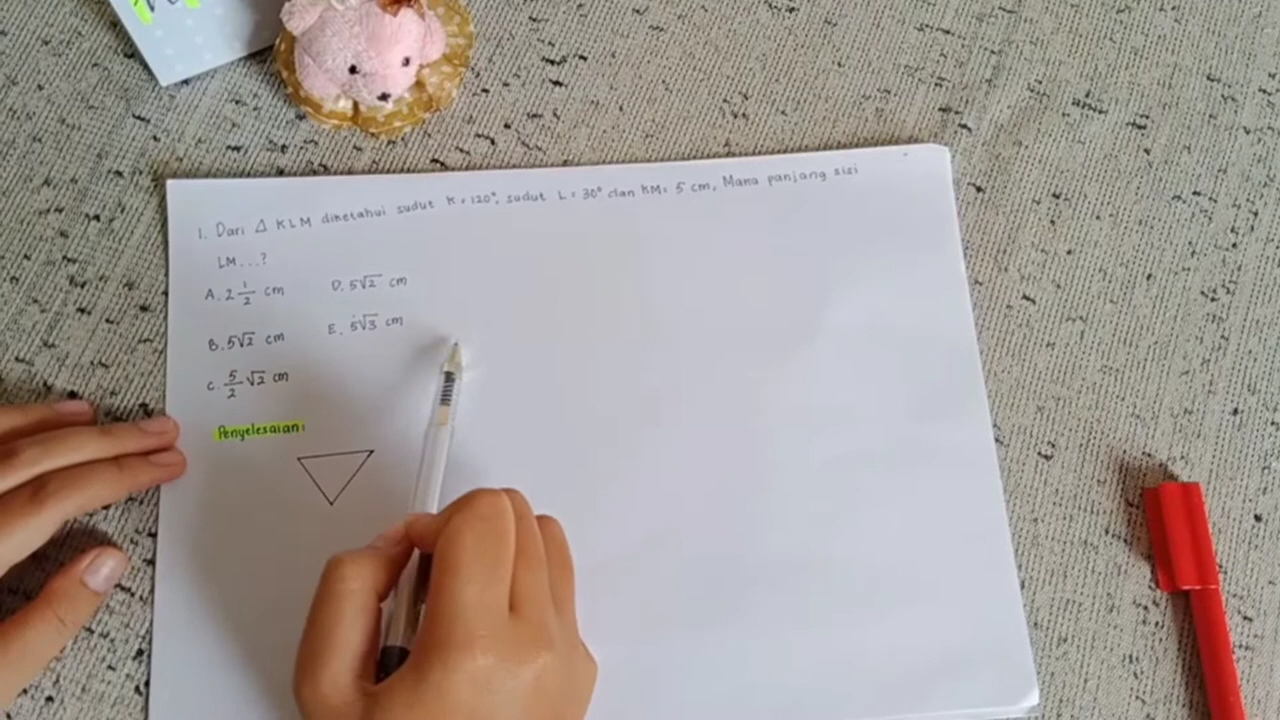 1. Dari Δ KLM diketahui sudut K = 120°, sudut L = 30° dan KM = 5 cm, Maka panjang sisi
LM...?
A. 2 1/2 cm D. 5√2 cm
B. 5√2 cm E. 5√3 cm
C. 5/2 √2 cm
Penyelesaian: